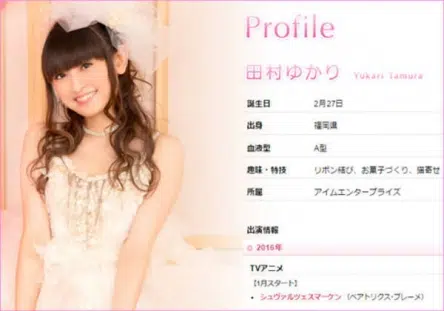 Profile
田村ゆかり Yukari Tamura
誕生日 2月27日
出身 福岡県
血液型 A型
趣味・特技 リボン結び、お菓子づくり、猫寄せ
所属 アイムエンタープライズ
出演情報
2016年
TVアニメ
【1月スタート】
・シュヴァルツェスマーケン（ベアトリクス・ブレーメ）